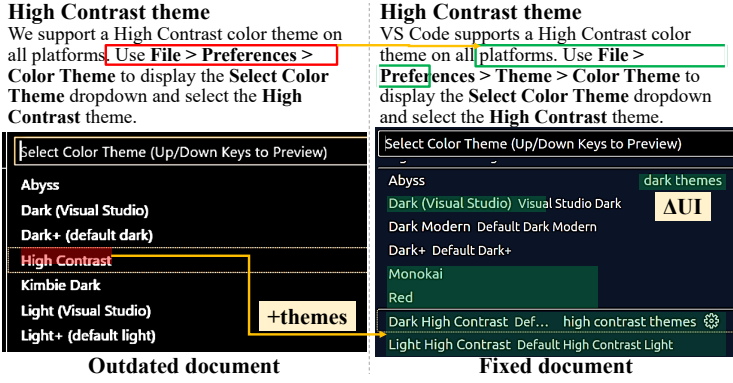 High Contrast theme
We support a High Contrast color theme on
all platforms. Use File > Preferences >
Color Theme to display the Select Color
Theme dropdown and select the High
Contrast theme.
Select Color Theme (Up/Down Keys to Preview)
Abyss
Dark (Visual Studio)
Dark+ (default dark)
High Contrast
Kimbie Dark
Light (Visual Studio)
Light+ (default light)
+themes
Outdated document
High Contrast theme
VS Code supports a High Contrast color
theme on all platforms. Use File >
Preferences > Theme > Color Theme to
display the Select Color Theme dropdown
and select the High Contrast theme.
Select Color Theme (Up/Down Keys to Preview)
Abyss dark themes
Dark (Visual Studio) Visual Studio Dark
ΔUI
Dark Modern Default Dark Modern
Dark+ Default Dark+
Monokai
Red
Dark High Contrast Def... high contrast themes
Light High Contrast Default High Contrast Light
Fixed document